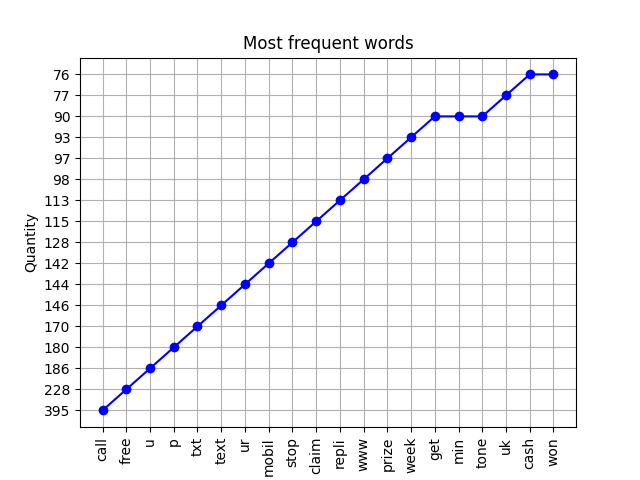 Most frequent words
Quantity
76
77
90
93
97
98
113
115
128
142
144
146
170
180
186
228
395
call
free
u
p
txt
text
ur
mobil
stop
claim
repli
www
prize
week
get
min
tone
uk
cash
won